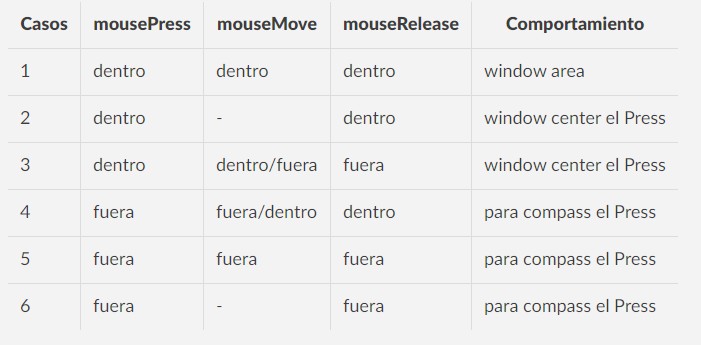 Casos mousePress mouseMove mouseRelease Comportamiento
1 dentro dentro dentro window area
2 dentro - dentro window center el Press
3 dentro dentro/fuera fuera window center el Press
4 fuera fuera/dentro dentro para compass el Press
5 fuera fuera fuera para compass el Press
6 fuera - fuera para compass el Press